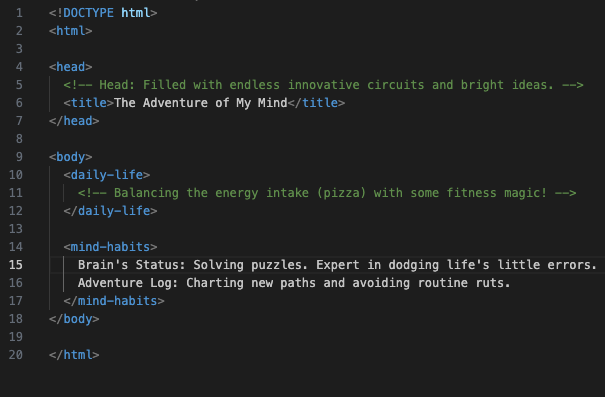 1 <!DOCTYPE html>
2 <html>
3
4 <head>
5 <!-- Head: Filled with endless innovative circuits and bright ideas. -->
6 <title>The Adventure of My Mind</title>
7 </head>
8
9 <body>
10 <daily-life>
11 <!-- Balancing the energy intake (pizza) with some fitness magic! -->
12 </daily-life>
13
14 <mind-habits>
15 Brain's Status: Solving puzzles. Expert in dodging life's little errors.
16 Adventure Log: Charting new paths and avoiding routine ruts.
17 </mind-habits>
18 </body>
19
20 </html>